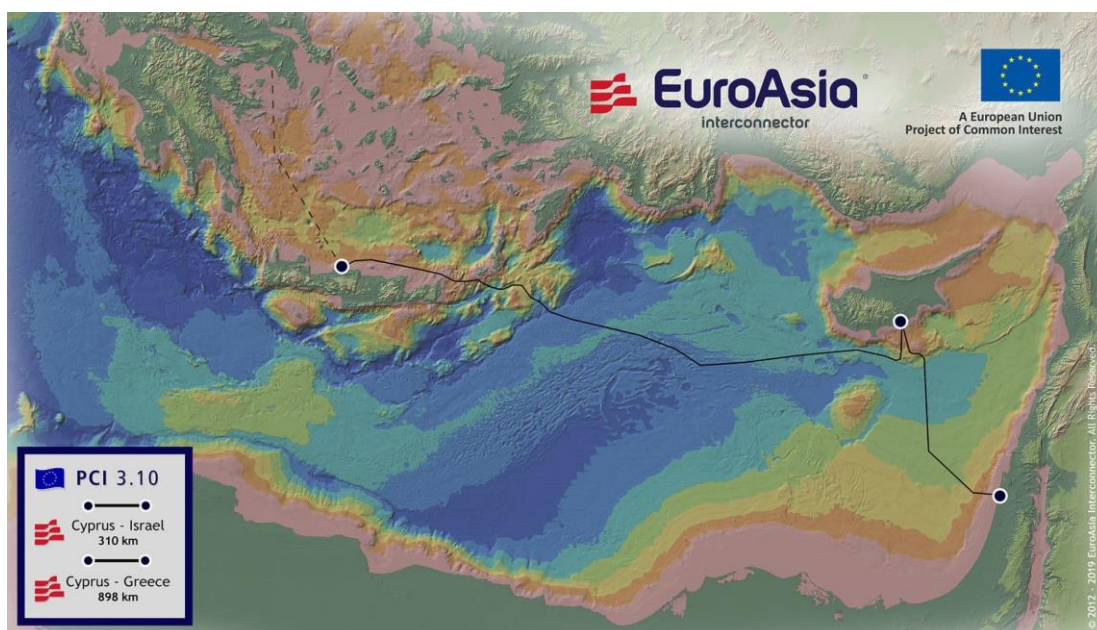 EuroAsia®
interconnector
A European Union
Project of Common Interest
PCI 3.10
Cyprus - Israel
310 km
Cyprus - Greece
898 km
© 2012 - 2019 EuroAsia Interconnector, All Rights Reserved